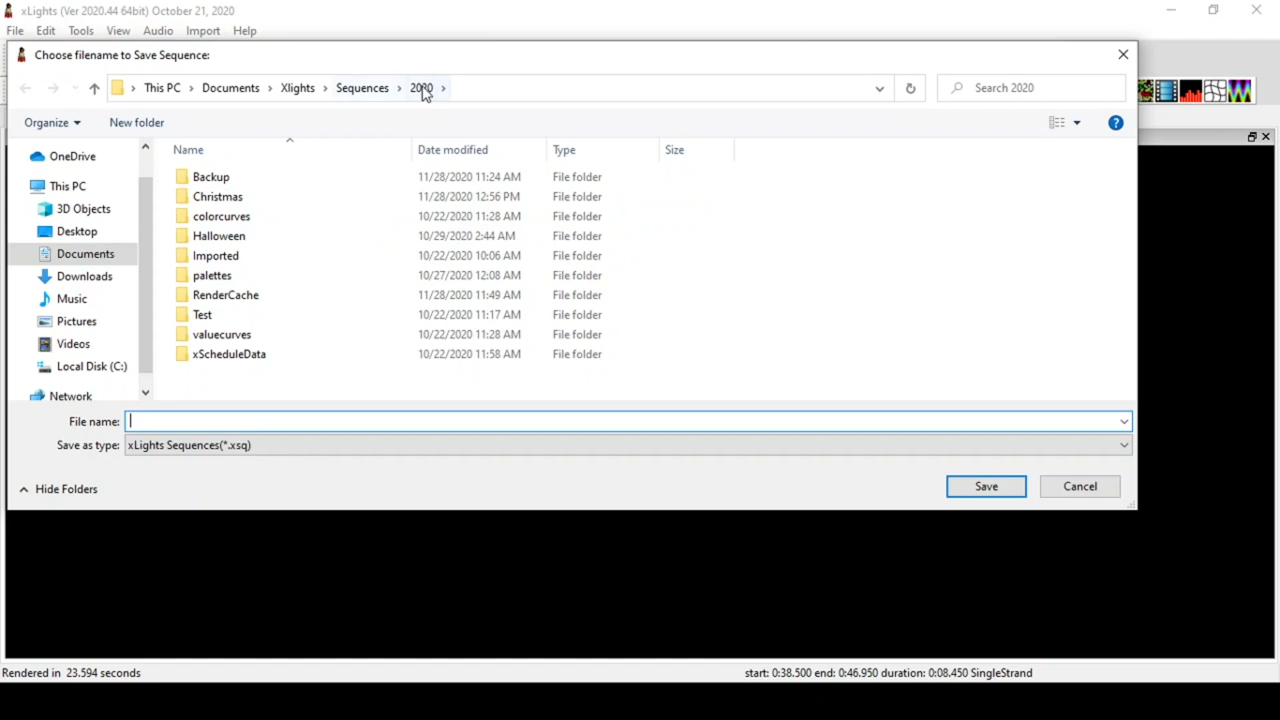 xLights (Ver 2020.44 64bit) October 21, 2020
File Edit Tools View Audio Import Help
Choose filename to Save Sequence:
This PC > Documents > Xlights > Sequences > 2020 >
Search 2020
Organize New folder
Name Date modified Type Size
OneDrive
This PC
3D Objects
Desktop
Documents
Downloads
Music
Pictures
Videos
Local Disk (C:)
Network
Backup 11/28/2020 11:24 AM File folder
Christmas 11/28/2020 12:56 PM File folder
colorcurves 10/22/2020 11:28 AM File folder
Halloween 10/29/2020 2:44 AM File folder
Imported 10/22/2020 10:06 AM File folder
palettes 10/27/2020 12:08 AM File folder
RenderCache 11/28/2020 11:49 AM File folder
Test 10/22/2020 11:17 AM File folder
valuecurves 10/22/2020 11:28 AM File folder
xScheduleData 10/22/2020 11:58 AM File folder
File name:
Save as type: xLights Sequences(*.xsq)
Hide Folders
Save Cancel
Rendered in 23.594 seconds
start: 0:38.500 end: 0:46.950 duration: 0:08.450 SingleStrand